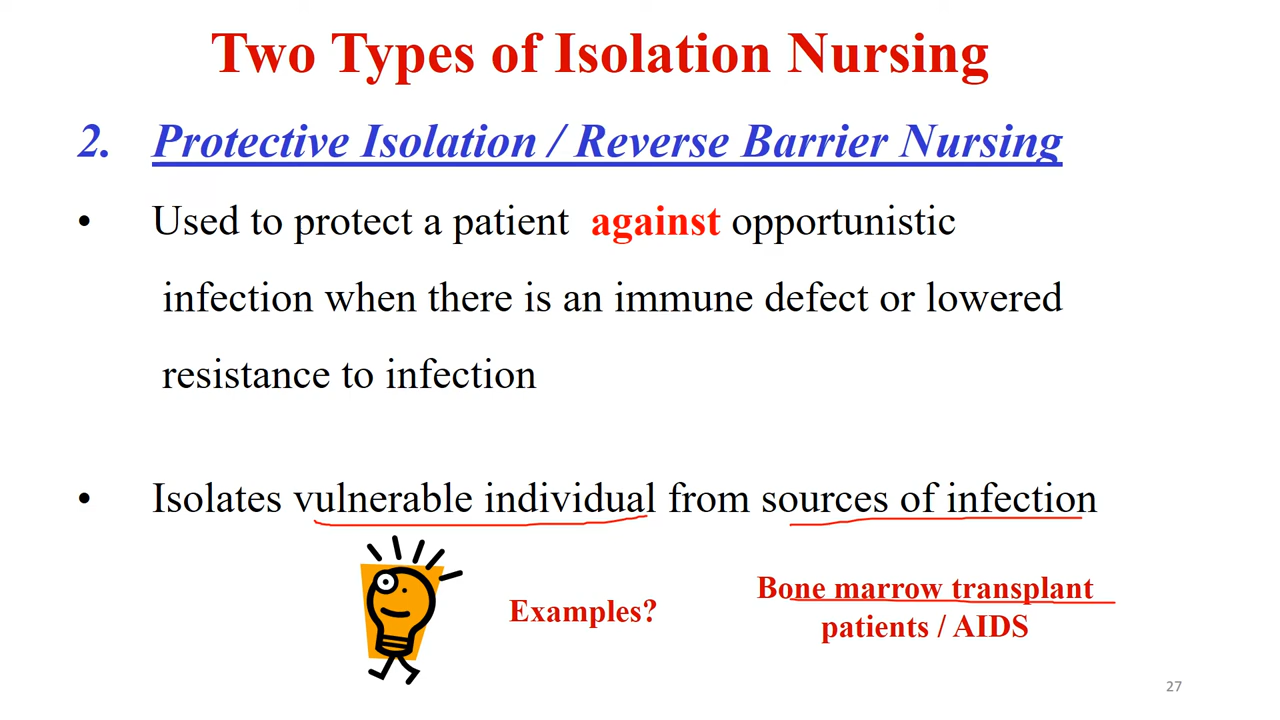 Two Types of Isolation Nursing
2. Protective Isolation / Reverse Barrier Nursing
• Used to protect a patient against opportunistic
infection when there is an immune defect or lowered
resistance to infection
• Isolates vulnerable individual from sources of infection
Examples?
Bone marrow transplant
patients / AIDS
27